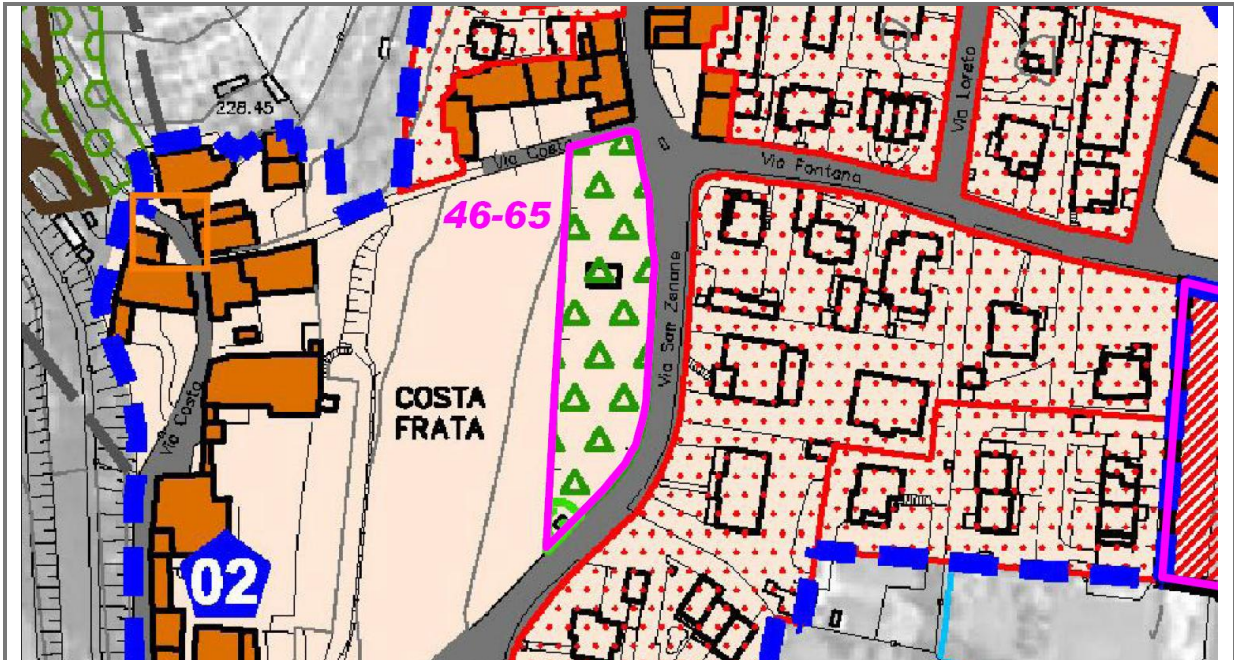 228.45
Via Costa
Via Loreto
Via Fontana
46-65
Via San Zenone
COSTA
FRATA
Via Costa
02